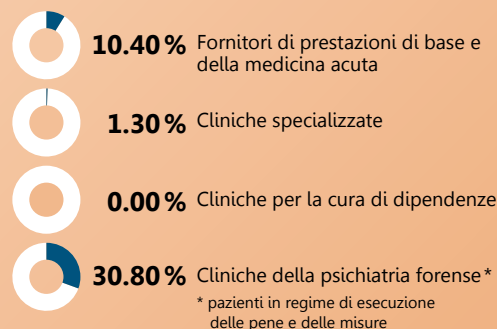 10.40 % Fornitori di prestazioni di base e
della medicina acuta
1.30 % Cliniche specializzate
0.00 % Cliniche per la cura di dipendenze
30.80 % Cliniche della psichiatria forense *
* pazienti in regime di esecuzione
delle pene e delle misure